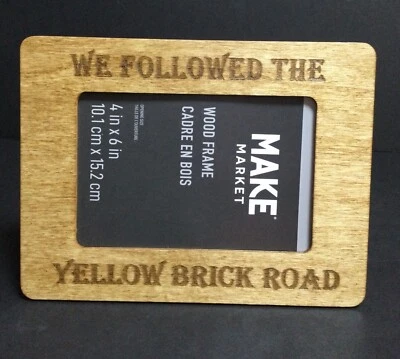 WE FOLLOWED THE
MAKE
MARKET
WOOD FRAME
CADRE EN BOIS
4 in x 6 in
10.1 cm x 15.2 cm
YELLOW BRICK ROAD